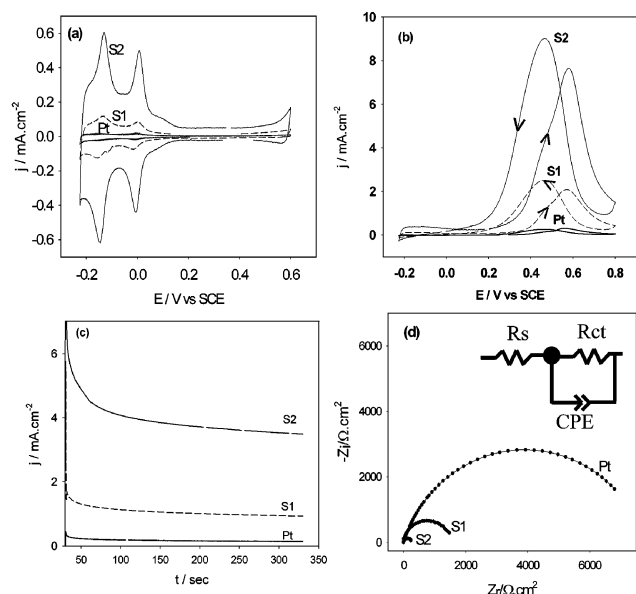 (a)
S2
S1
Pt
j / mA.cm-2
0.6
0.4
0.2
0.0
-0.2
-0.4
-0.6
-0.2 0.0 0.2 0.4 0.6
E / V vs SCE
(b)
S2
S1
Pt
j / mA.cm-2
10
8
6
4
2
0
-0.2 0.0 0.2 0.4 0.6 0.8
E / V vs SCE
(c)
S2
S1
Pt
j / mA.cm-2
6
4
2
0
50 100 150 200 250 300 350
t / sec
(d)
Rs Rct
CPE
Pt
S1
S2
-Zj/Ω.cm2
8000
6000
4000
2000
0
0 2000 4000 6000
Zr/Ω.cm2